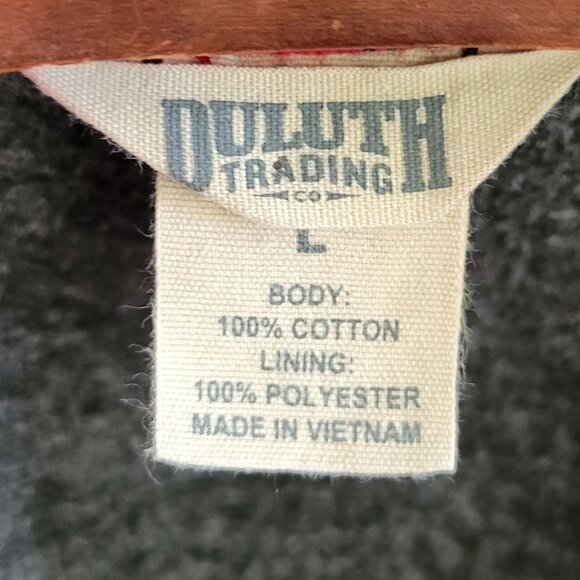 DULUTH
TRADING
CO
L
BODY:
100% COTTON
LINING:
100% POLYESTER
MADE IN VIETNAM